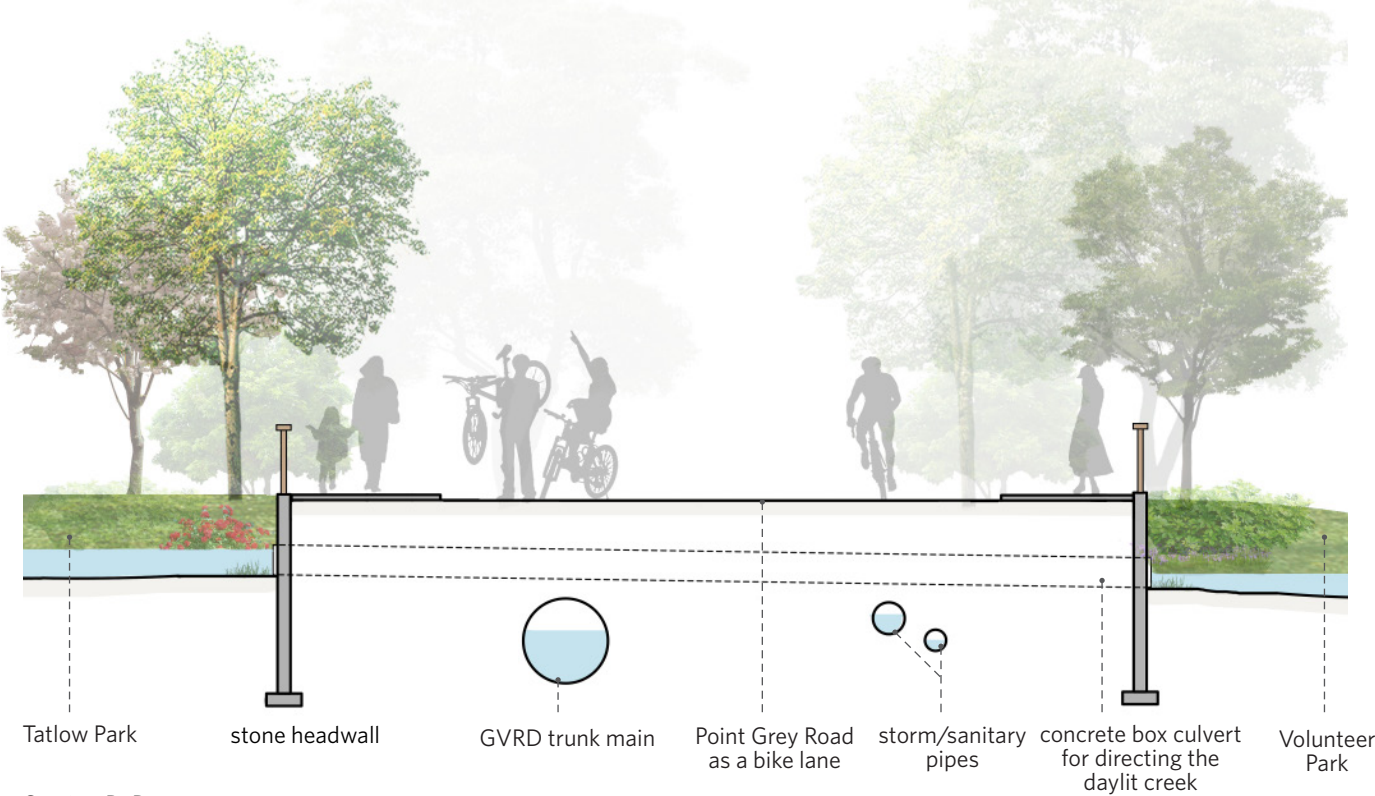 Tatlow Park
stone headwall
GVRD trunk main
Point Grey Road
as a bike lane
storm/sanitary
pipes
concrete box culvert
for directing the
daylit creek
Volunteer
Park